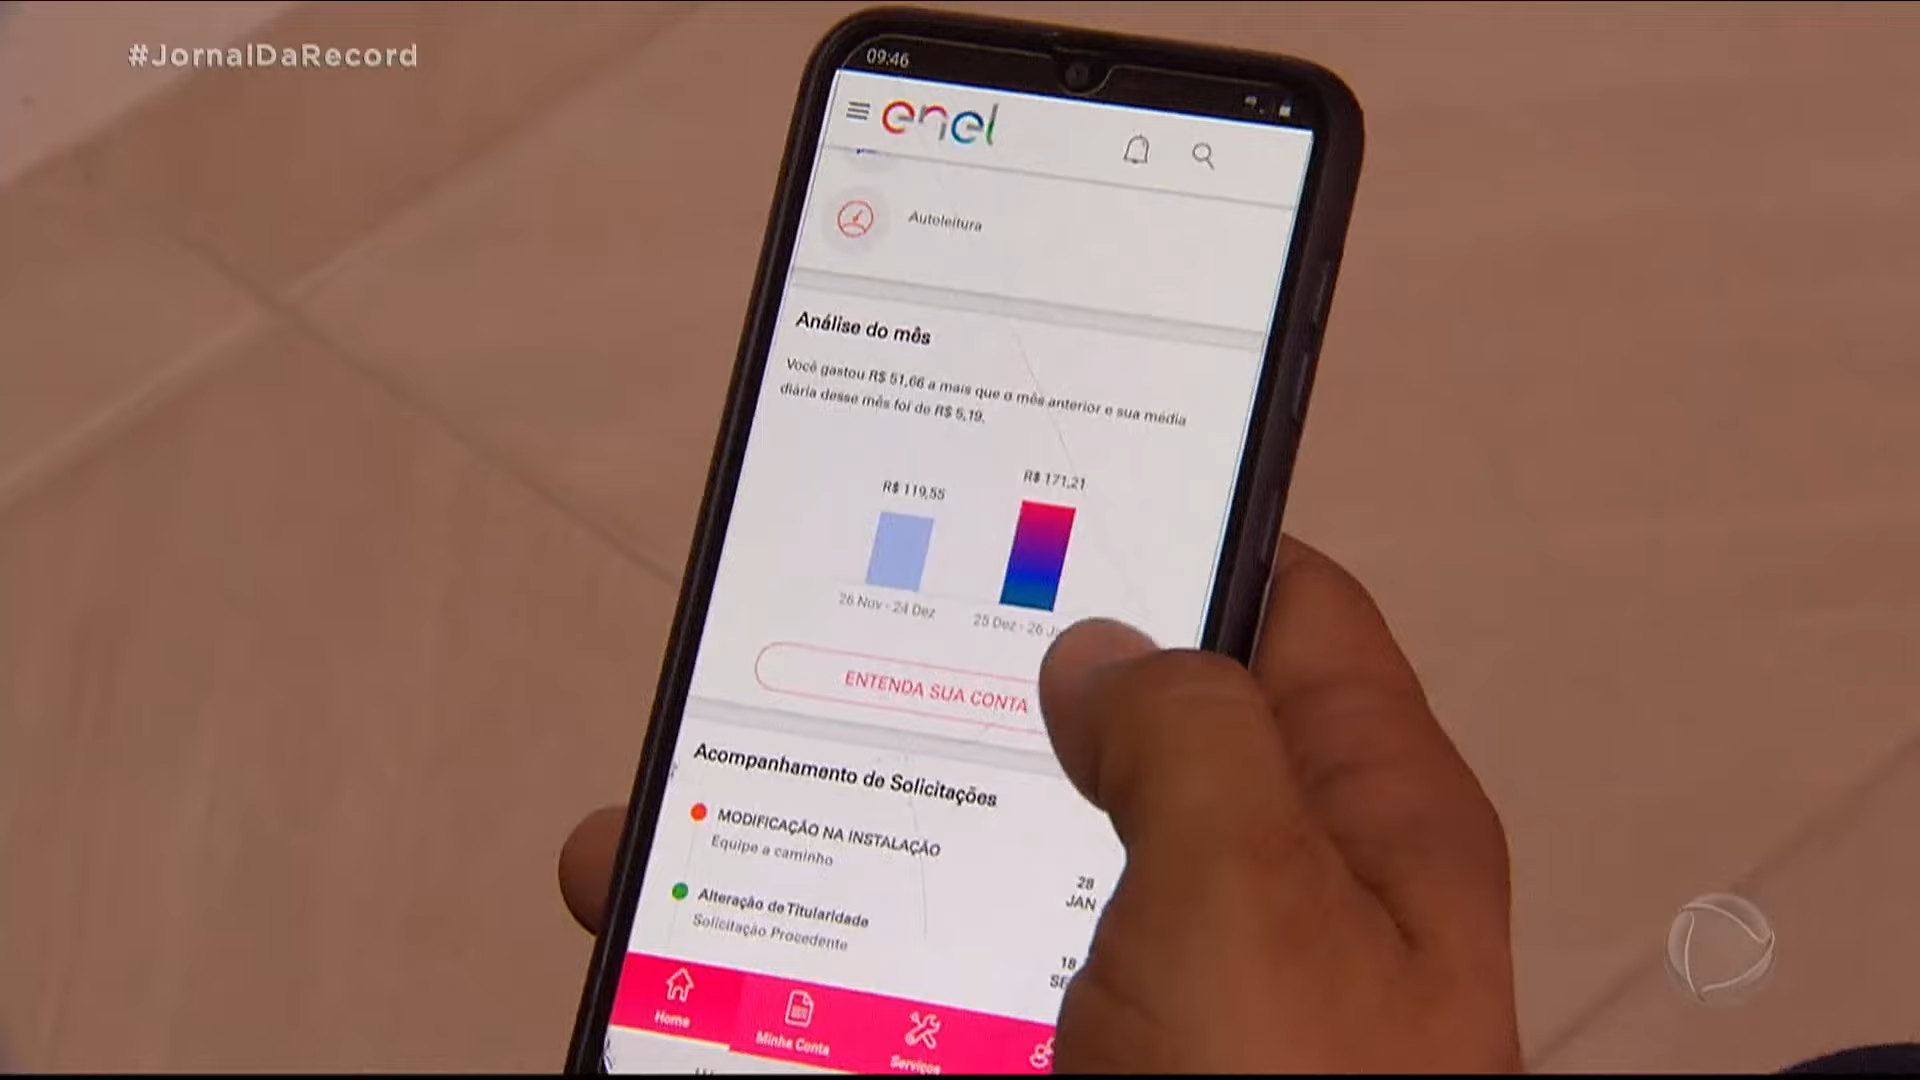 #JornalDaRecord
09:46
enel
Autoleitura
Análise do mês
Você gastou R$ 51,66 a mais que o mês anterior e sua média
diária desse mês foi de R$ 5,19.
R$ 119,55
R$ 171,21
26 Nov - 24 Dez
25 Dez - 26
ENTENDA SUA CONTA
Acompanhamento de Solicitações
MODIFICAÇÃO NA INSTALAÇÃO
Equipe a caminho
28
JAN
Alteração de Titularidade
Solicitação Procedente
18
Home
Minha Conta
Serviços